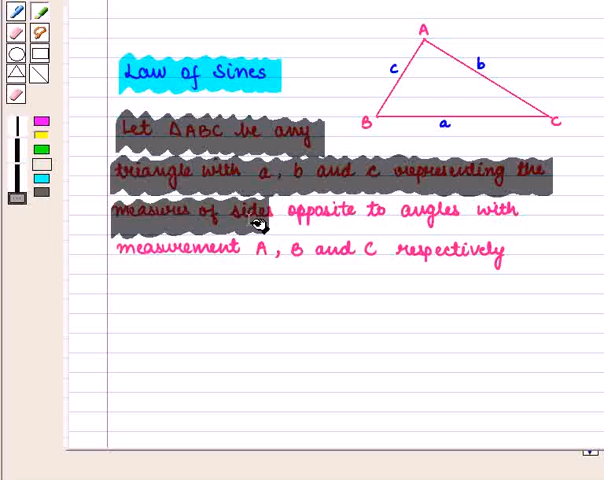 A
c
b
B
a
C
Law of Sines
Let ΔABC be any
triangle with a, b and c representing the
measures of sides opposite to angles with
measurement A, B and C respectively